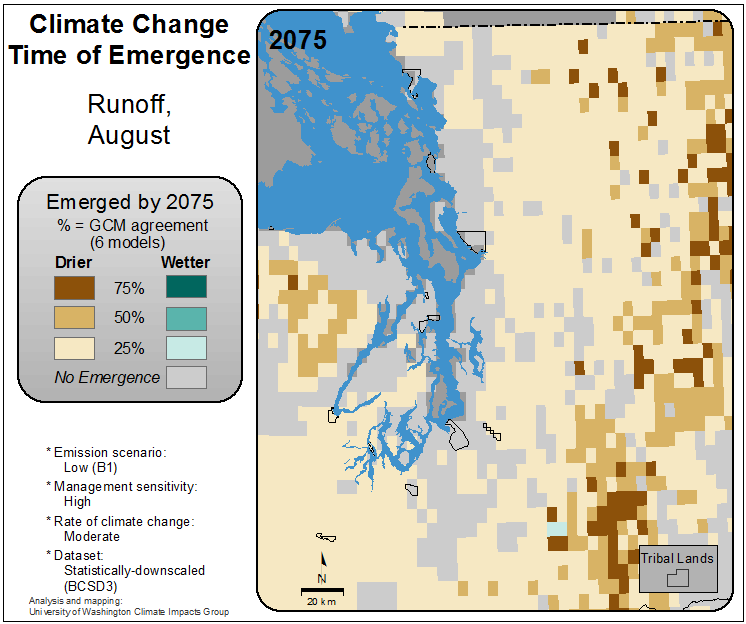 Climate Change
Time of Emergence
Runoff,
August
Emerged by 2075
% = GCM agreement
(6 models)
Drier Wetter
75%
50%
25%
No Emergence
* Emission scenario:
Low (B1)
* Management sensitivity:
High
* Rate of climate change:
Moderate
* Dataset:
Statistically-downscaled
(BCSD3)
Analysis and mapping:
University of Washington Climate Impacts Group
2075
N
20 km
Tribal Lands